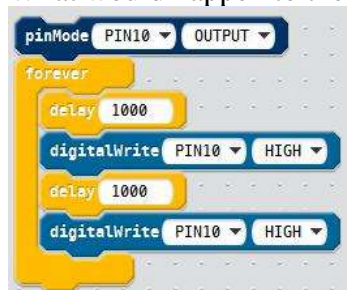 pinMode PIN10 OUTPUT
forever
delay 1000
digitalWrite PIN10 HIGH
delay 1000
digitalWrite PIN10 HIGH